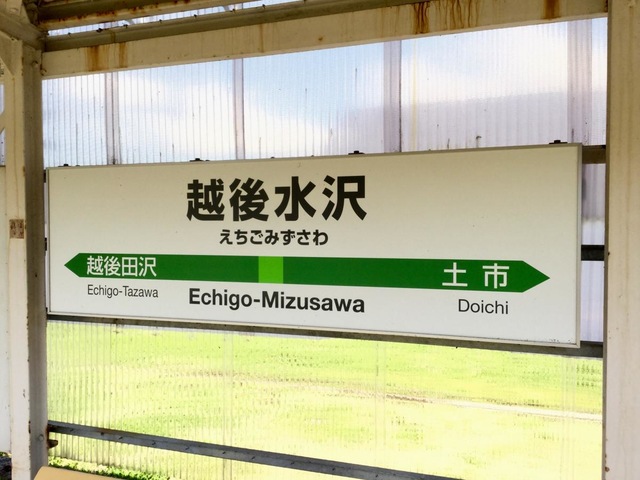 越後水沢
えちごみずさわ
越後田沢
土市
Echigo-Tazawa
Echigo-Mizusawa
Doichi